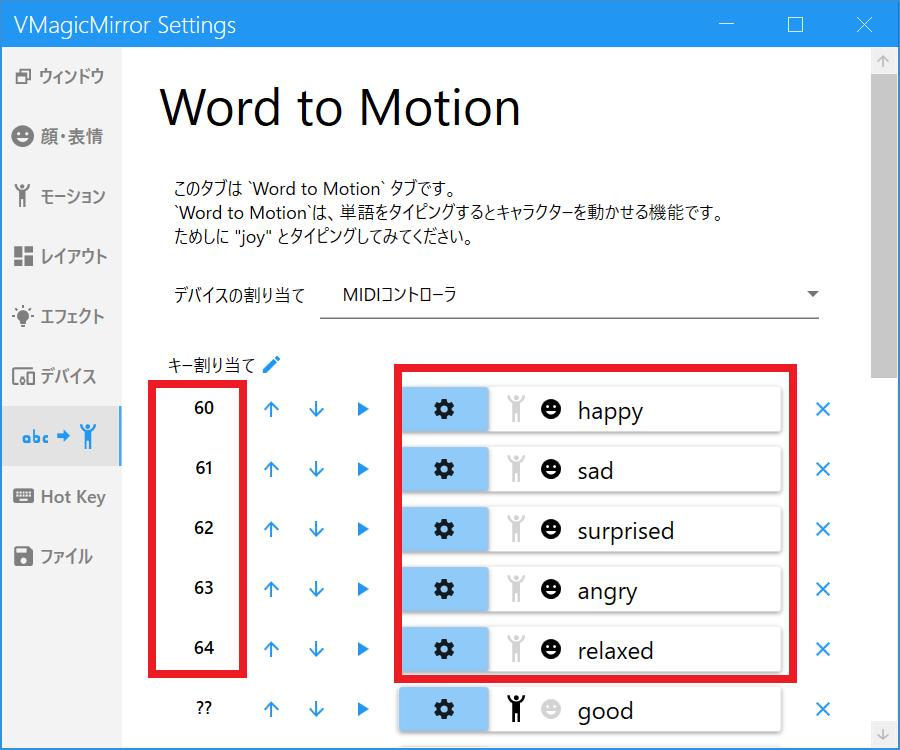 VMagicMirror Settings
ウィンドウ
顔・表情
モーション
レイアウト
エフェクト
デバイス
abc
Hot Key
ファイル
Word to Motion
このタブは `Word to Motion` タブです。
`Word to Motion`は、単語をタイピングするとキャラクターを動かせる機能です。
ためしに "joy" とタイピングしてみてください。
デバイスの割り当て MIDIコントローラ
キー割り当て
60 happy
61 sad
62 surprised
63 angry
64 relaxed
?? good